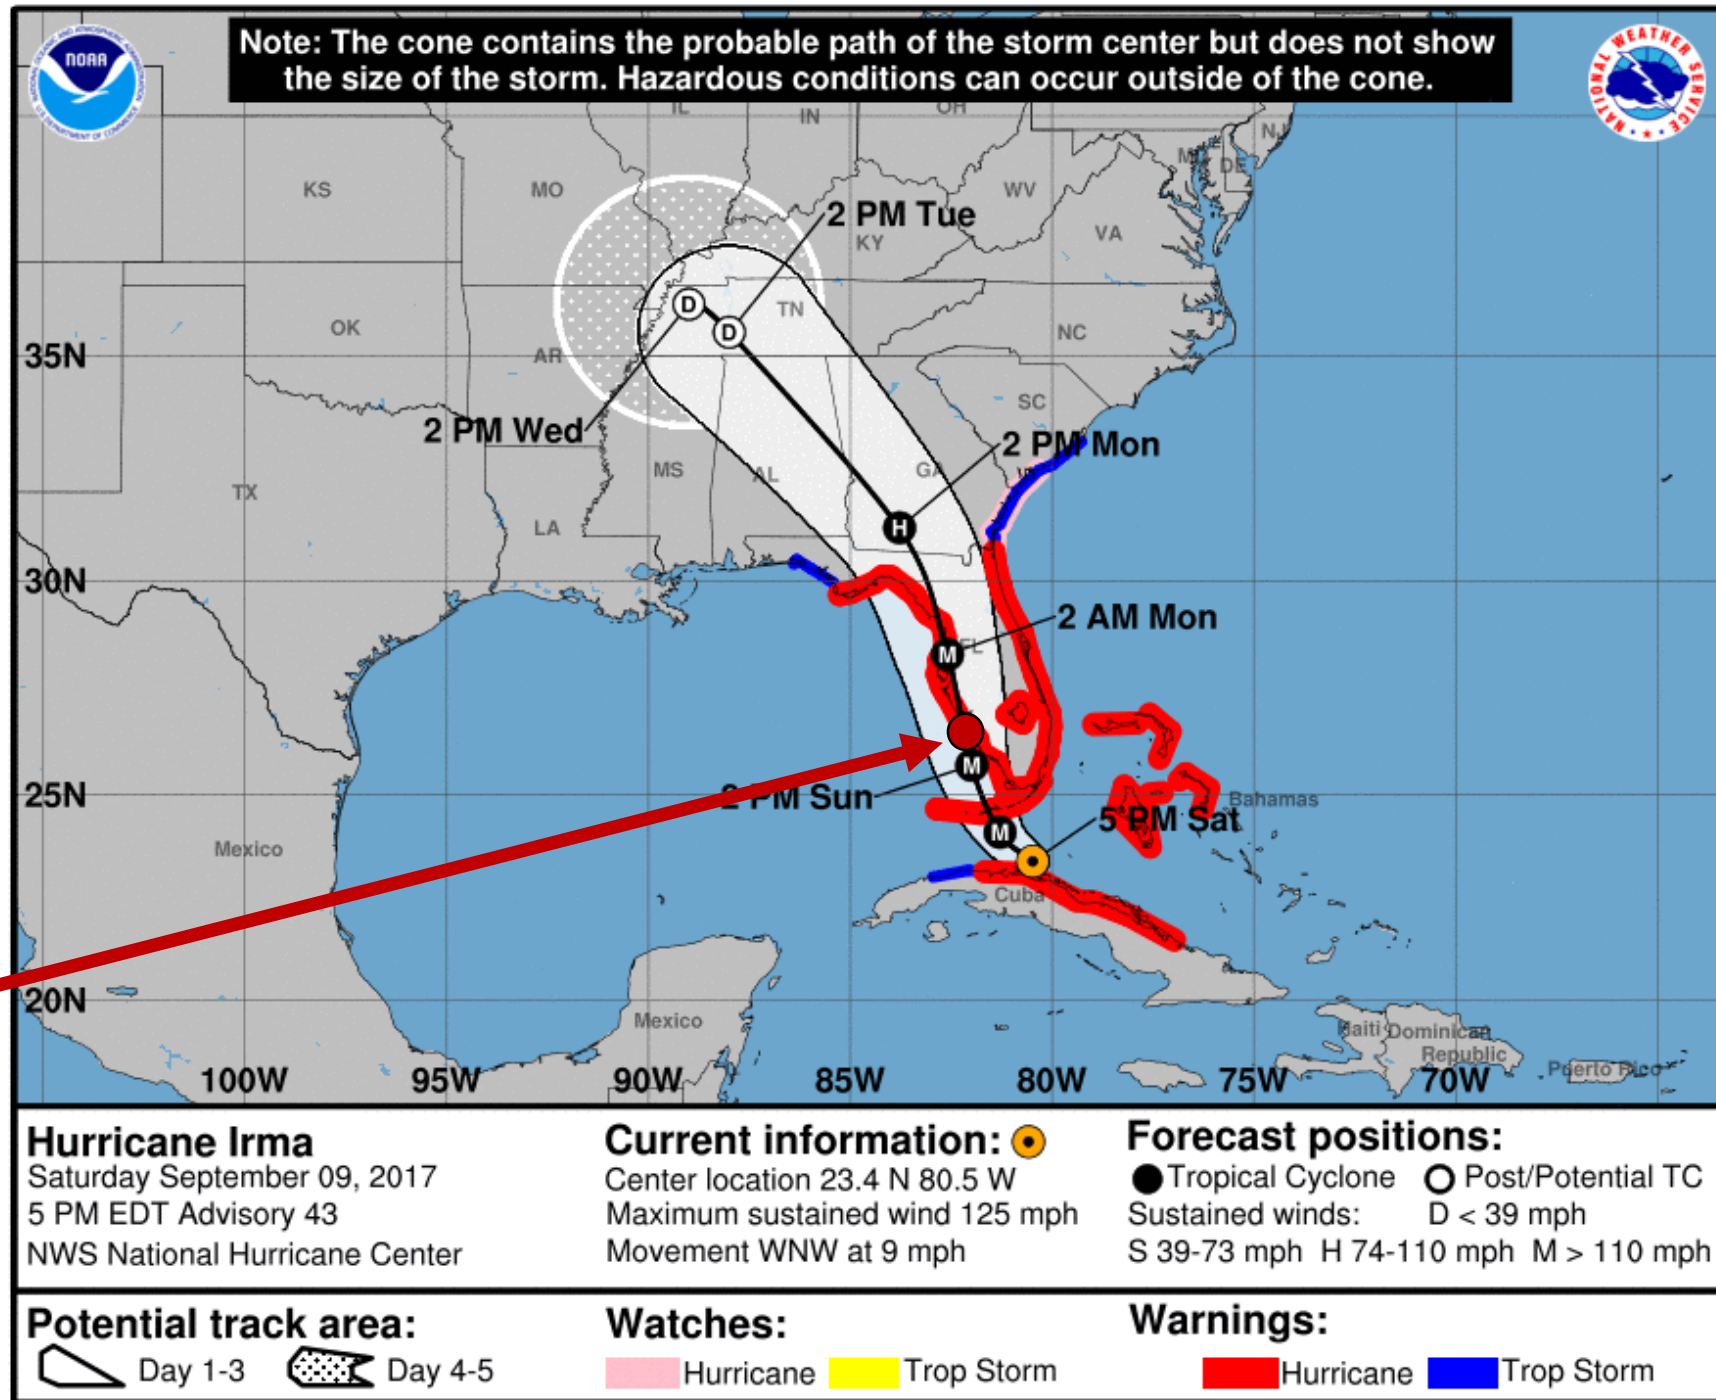 Note: The cone contains the probable path of the storm center but does not show
the size of the storm. Hazardous conditions can occur outside of the cone.
NOAA
NATIONAL WEATHER SERVICE
IL
IN
OH
NJ
DE
KS
MO
WV
VA
KY
2 PM Tue
TN
NC
OK
AR
35N
SC
2 PM Wed
2 PM Mon
MS
AL
GA
TX
LA
30N
2 AM Mon
FL
25N
2 PM Sun
Bahamas
5 PM Sat
Mexico
Cuba
20N
Mexico
Haiti
Dominican
Republic
Puerto Rico
100W
95W
90W
85W
80W
75W
70W
Hurricane Irma
Saturday September 09, 2017
5 PM EDT Advisory 43
NWS National Hurricane Center
Current information:
Center location 23.4 N 80.5 W
Maximum sustained wind 125 mph
Movement WNW at 9 mph
Forecast positions:
Tropical Cyclone
Post/Potential TC
Sustained winds: D < 39 mph
S 39-73 mph H 74-110 mph M > 110 mph
D
D
H
M
M
M
Potential track area:
Day 1-3
Day 4-5
Watches:
Hurricane
Trop Storm
Warnings:
Hurricane
Trop Storm